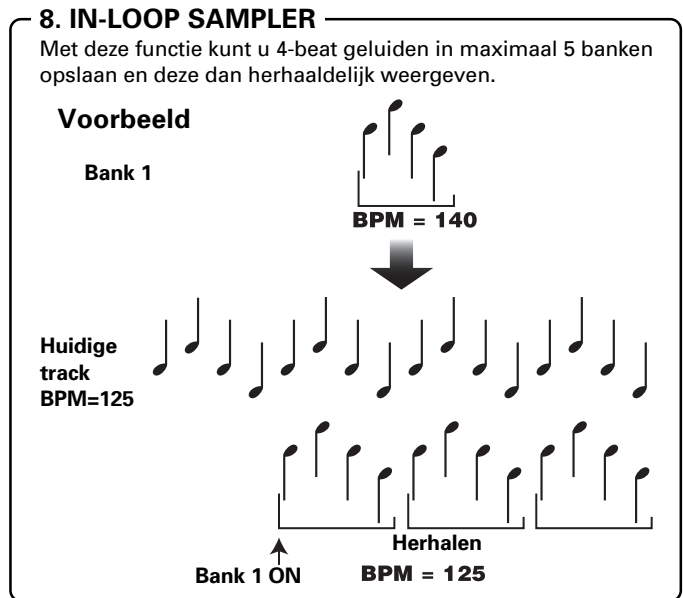 8. IN-LOOP SAMPLER
Met deze functie kunt u 4-beat geluiden in maximaal 5 banken
opslaan en deze dan herhaaldelijk weergeven.
Voorbeeld
Bank 1
BPM = 140
Huidige
track
BPM=125
Herhalen
Bank 1 ON
BPM = 125